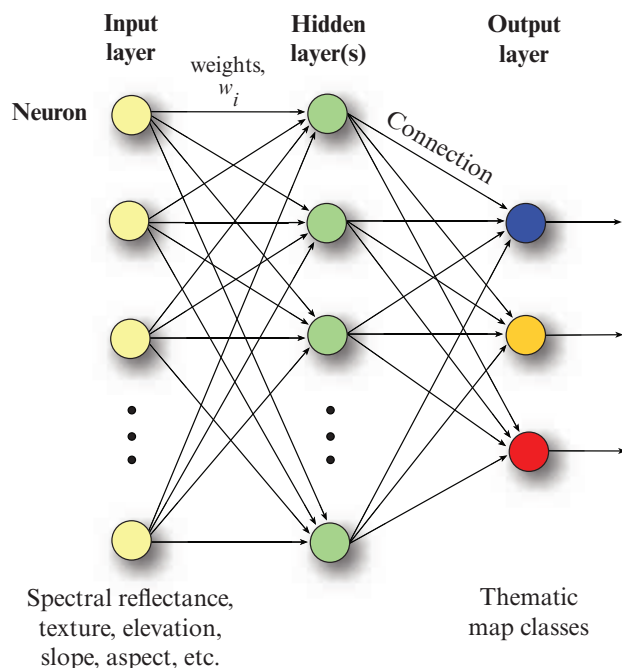 Input
layer
Hidden
layer(s)
Output
layer
weights,
w_i
Neuron
Connection
Spectral reflectance,
texture, elevation,
slope, aspect, etc.
Thematic
map classes